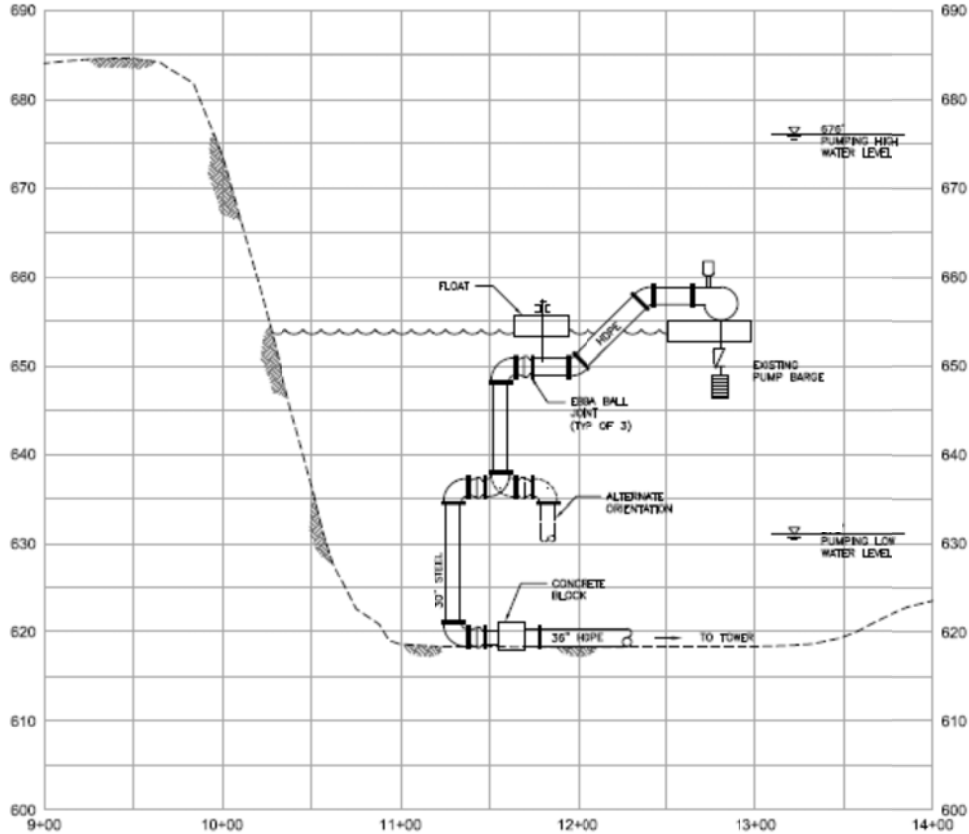 690 690
680 680
676'
PUMPING HIGH
WATER LEVEL
670 670
660 660
FLOAT
HDPE
650 650
EXISTING
PUMP BARGE
EBBA BALL
JOINT
(TYP OF 3)
640 640
ALTERNATE
ORIENTATION
630 630
PUMPING LOW
WATER LEVEL
30" STEEL
CONCRETE
BLOCK
620 620
36" HDPE
TO TOWER
610 610
600 600
9+00 10+00 11+00 12+00 13+00 14+00